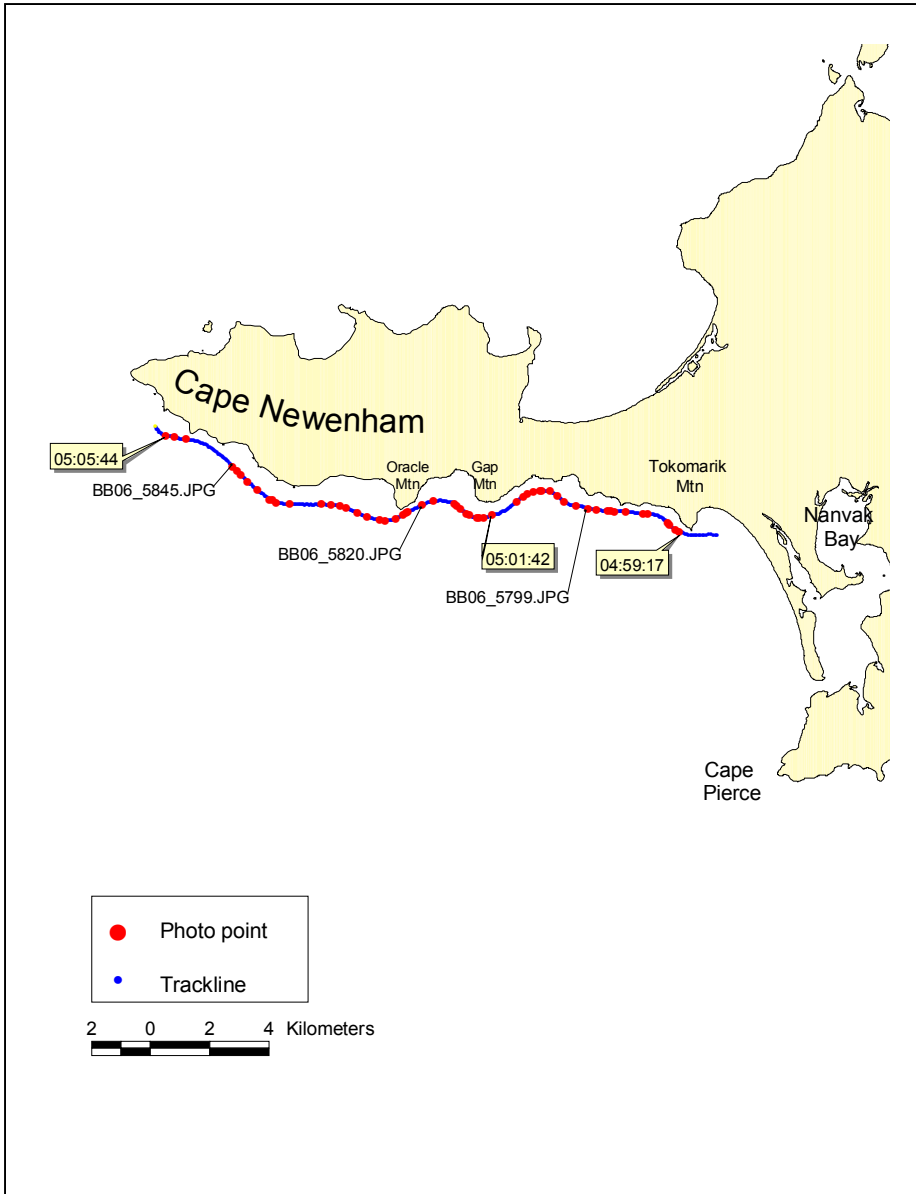 Cape Newenham
Oracle
Mtn
Gap
Mtn
Tokomarik
Mtn
Nanvak
Bay
05:05:44
BB06_5845.JPG
BB06_5820.JPG
05:01:42
04:59:17
BB06_5799.JPG
Cape
Pierce
Photo point
Trackline
2 0 2 4 Kilometers